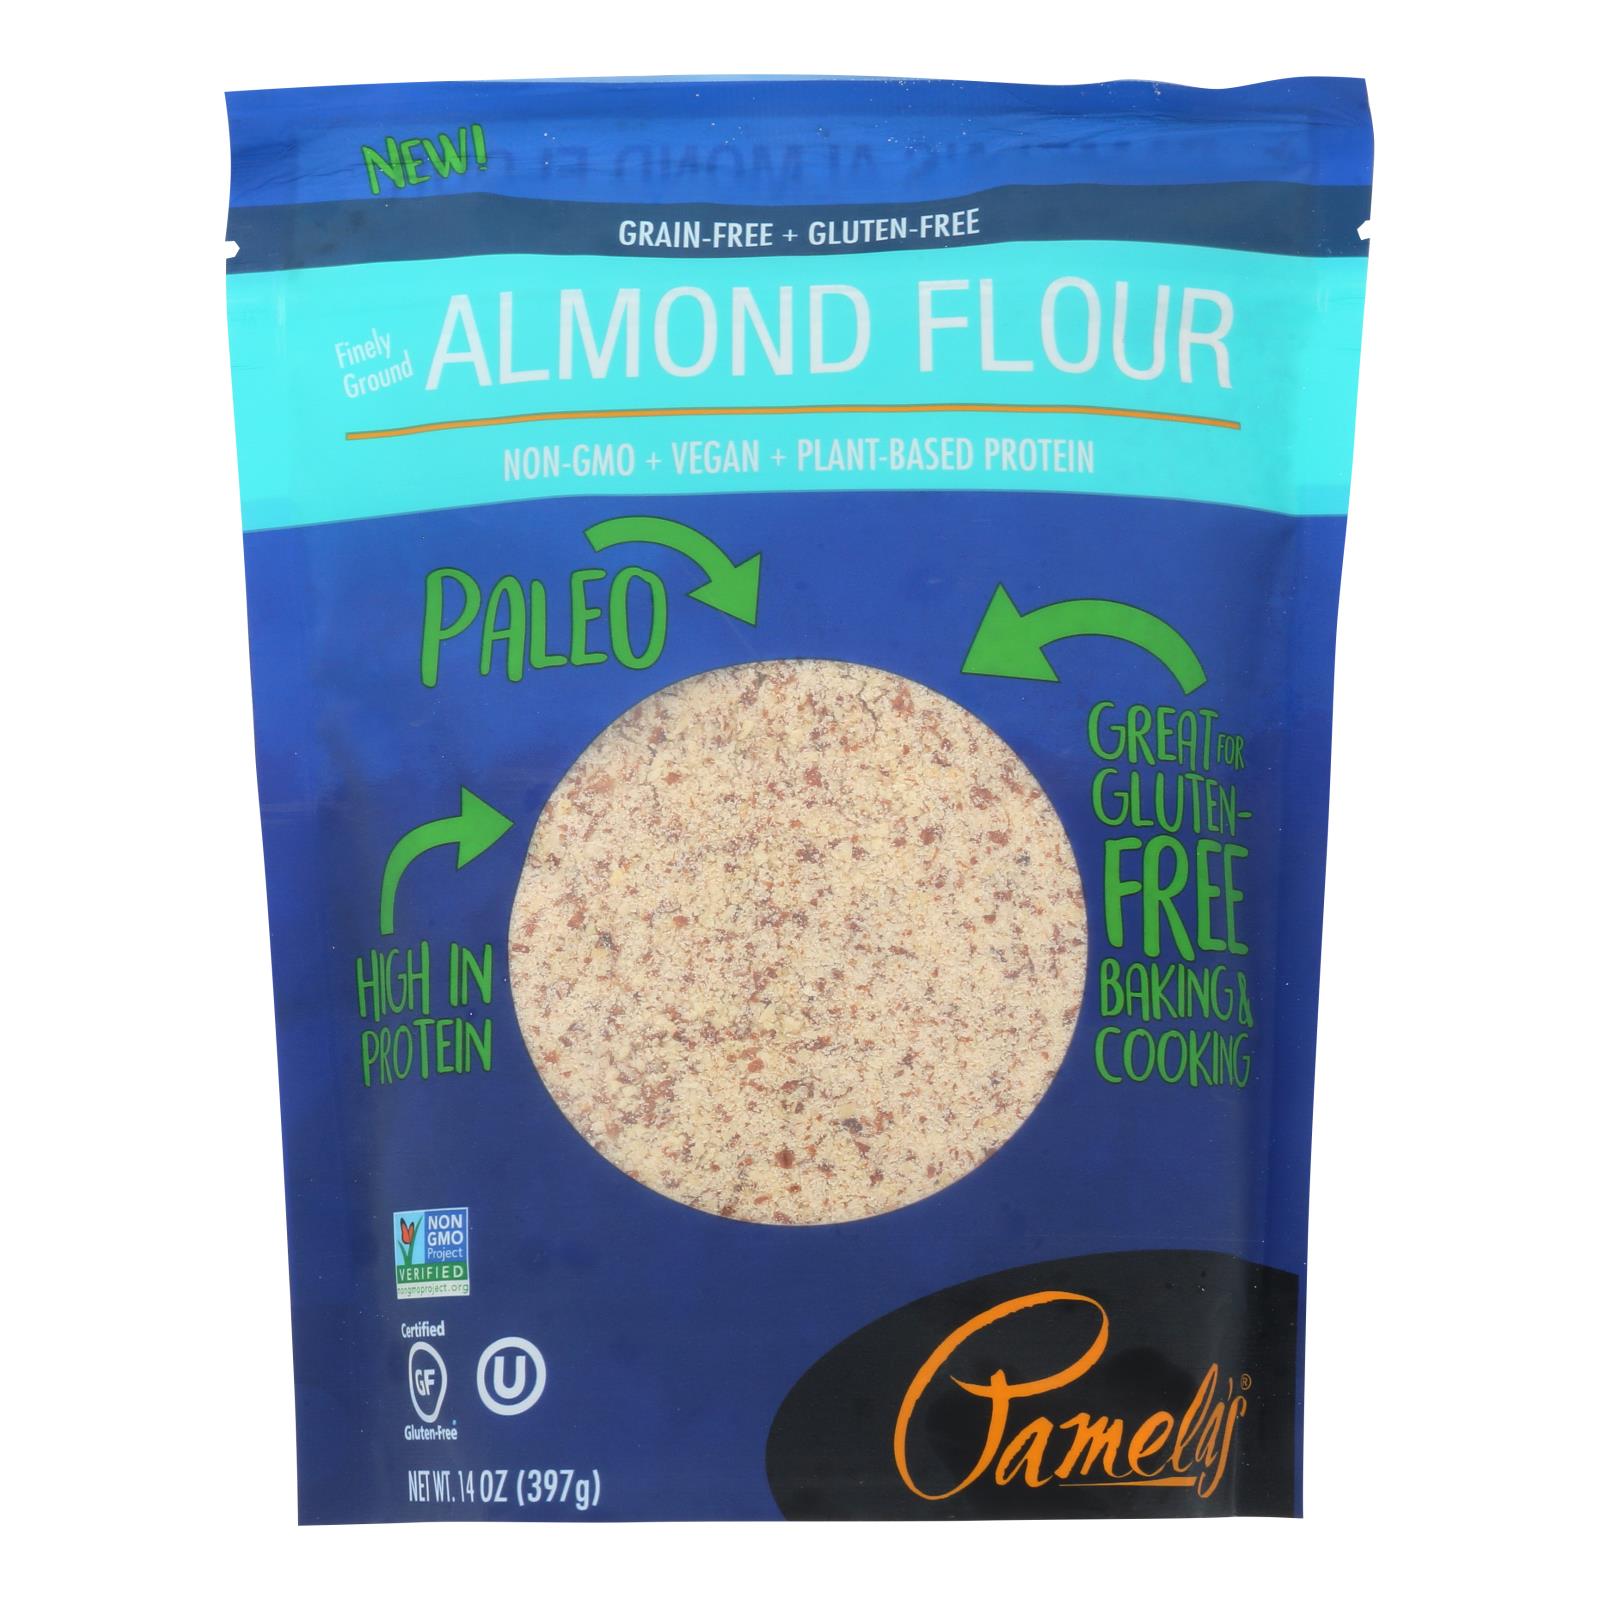 NEW!
GRAIN-FREE + GLUTEN-FREE
Finely
Ground
ALMOND FLOUR
NON-GMO + VEGAN + PLANT-BASED PROTEIN
PALEO
GREAT FOR
GLUTEN-
FREE
BAKING &
COOKING
HIGH IN
PROTEIN
NON
GMO
Project
VERIFIED
nongmoproject.org
Certified
GF
Gluten-Free®
U
Pamela's®
NET WT. 14 OZ (397g)